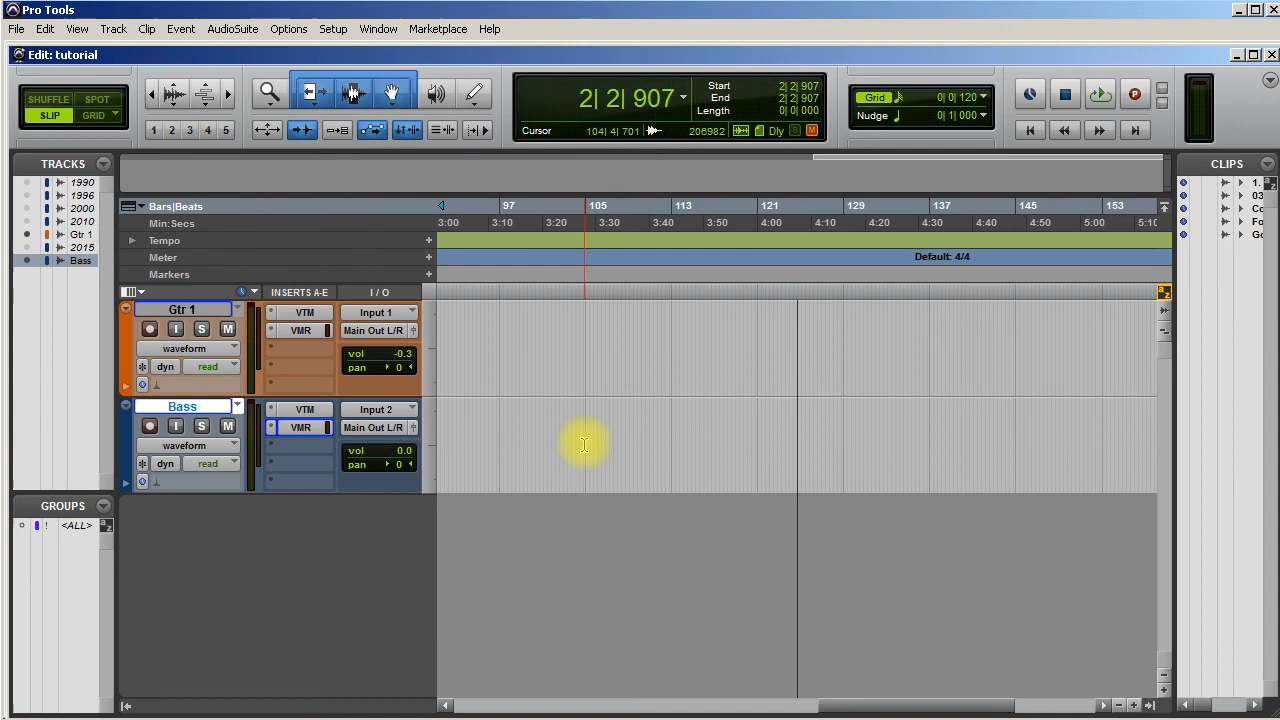 Pro Tools
File Edit View Track Clip Event AudioSuite Options Setup Window Marketplace Help
Edit: tutorial
SHUFFLE SPOT
SLIP GRID
1 2 3 4 5
2| 2| 907
Start 2| 2| 907
End 2| 2| 907
Length 0| 0| 000
Cursor 104| 4| 701 206982 Dly S M
Grid 0| 0| 120
Nudge 0| 1| 000
TRACKS
1990
1996
2000
2010
Gtr 1
2015
Bass
GROUPS
! <ALL> a z
CLIPS
1.
03
Ca
Fo
Bars|Beats 97 105 113 121 129 137 145 153
Min:Secs 3:00 3:10 3:20 3:30 3:40 3:50 4:00 4:10 4:20 4:30 4:40 4:50 5:00 5:10
Tempo +
Meter + Default: 4/4
Markers +
INSERTS A-E I / O
Gtr 1 VTM Input 1
I S M VMR Main Out L/R
waveform vol -0.3
dyn read pan 0
Bass VTM Input 2
I S M VMR Main Out L/R
waveform vol 0.0
dyn read pan 0